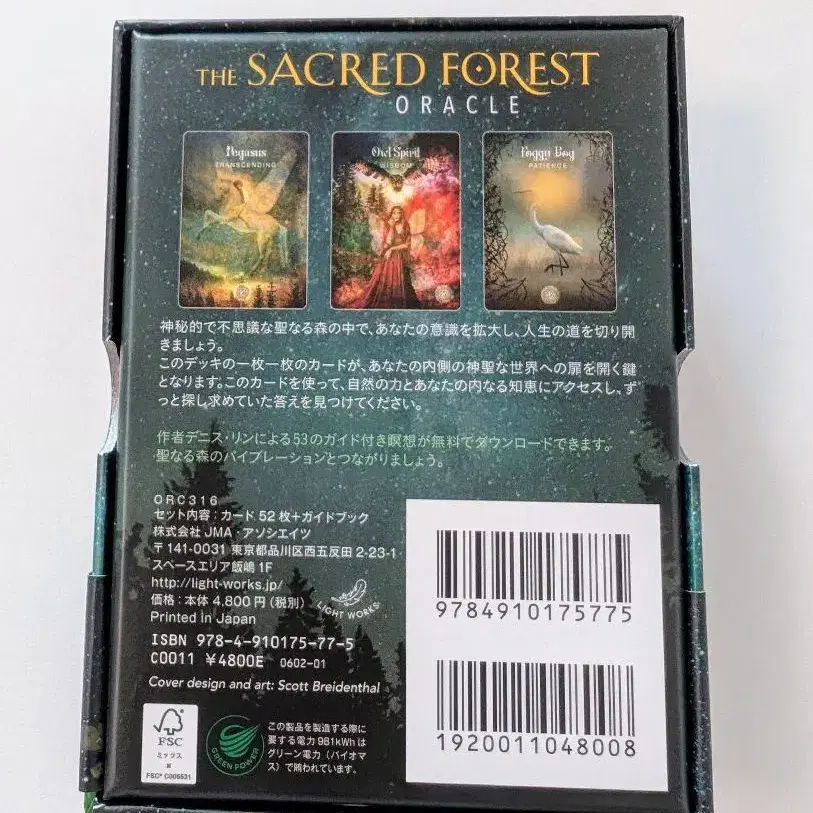 THE SACRED FOREST
ORACLE
Pegasus
TRANSCENDING
Owl Spirit
WISDOM
Foggy Bog
PATIENCE
神秘的で不思議な聖なる森の中で、あなたの意識を拡大し、人生の道を切り開
きましょう。
このデッキの一枚一枚のカードが、あなたの内側の神聖な世界への扉を開く鍵
となります。このカードを使って、自然の力とあなたの内なる知恵にアクセスし、ず
っと探し求めていた答えを見つけてください。
作者デニス・リンによる53のガイド付き瞑想が無料でダウンロードできます。
聖なる森のバイブレーションとつながりましょう。
ORC316
セット内容：カード 52 枚＋ガイドブック
株式会社 JMA・アソシエイツ
〒141-0031 東京都品川区西五反田 2-23-1
スペースエリア飯嶋 1F
http://light-works.jp/
価格：本体 4,800円（税別）
Printed in Japan
LIGHT WORKS
ISBN 978-4-910175-77-5
C0011 ¥4800E 0602-01
Cover design and art: Scott Breidenthal
9784910175775
1920011048008
FSC
ミックス
紙
FSC® C005531
GREEN POWER
この製品を製造する際に
要する電力 981kWh は
グリーン電力（バイオマ
ス）で賄われています。